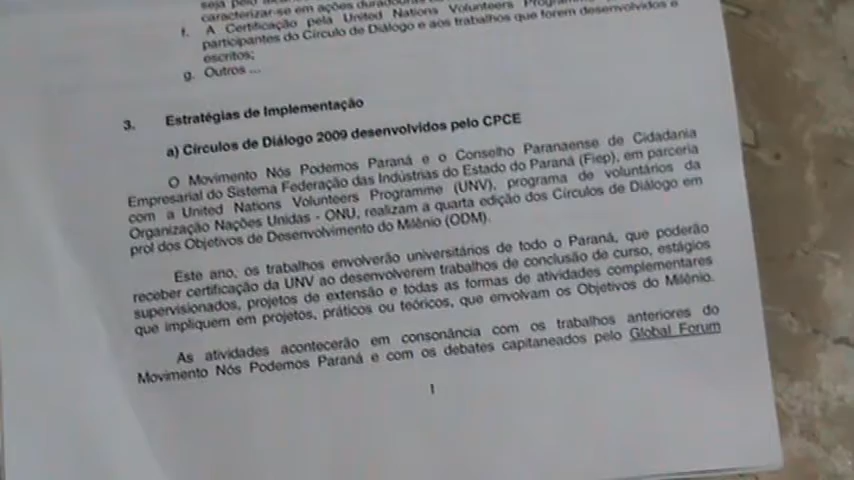 seja pelo
caracterizar-se em ações duradouras
f. A Certificação pela United Nations Volunteers
participantes do Círculo de Diálogo e aos trabalhos que forem desenvolvidos e
escritos;
g. Outros ...
3. Estratégias de Implementação
a) Círculos de Diálogo 2009 desenvolvidos pelo CPCE
O Movimento Nós Podemos Paraná e o Conselho Paranaense de Cidadania
Empresarial do Sistema Federação das Indústrias do Estado do Paraná (Fiep), em parceria
com a United Nations Volunteers Programme (UNV), programa de voluntários da
Organização Nações Unidas - ONU, realizam a quarta edição dos Círculos de Diálogo em
prol dos Objetivos de Desenvolvimento do Milênio (ODM).
Este ano, os trabalhos envolverão universitários de todo o Paraná, que poderão
receber certificação da UNV ao desenvolverem trabalhos de conclusão de curso, estágios
supervisionados, projetos de extensão e todas as formas de atividades complementares
que impliquem em projetos, práticos ou teóricos, que envolvam os Objetivos do Milênio.
As atividades acontecerão em consonância com os trabalhos anteriores do
Movimento Nós Podemos Paraná e com os debates capitaneados pelo Global Forum
1